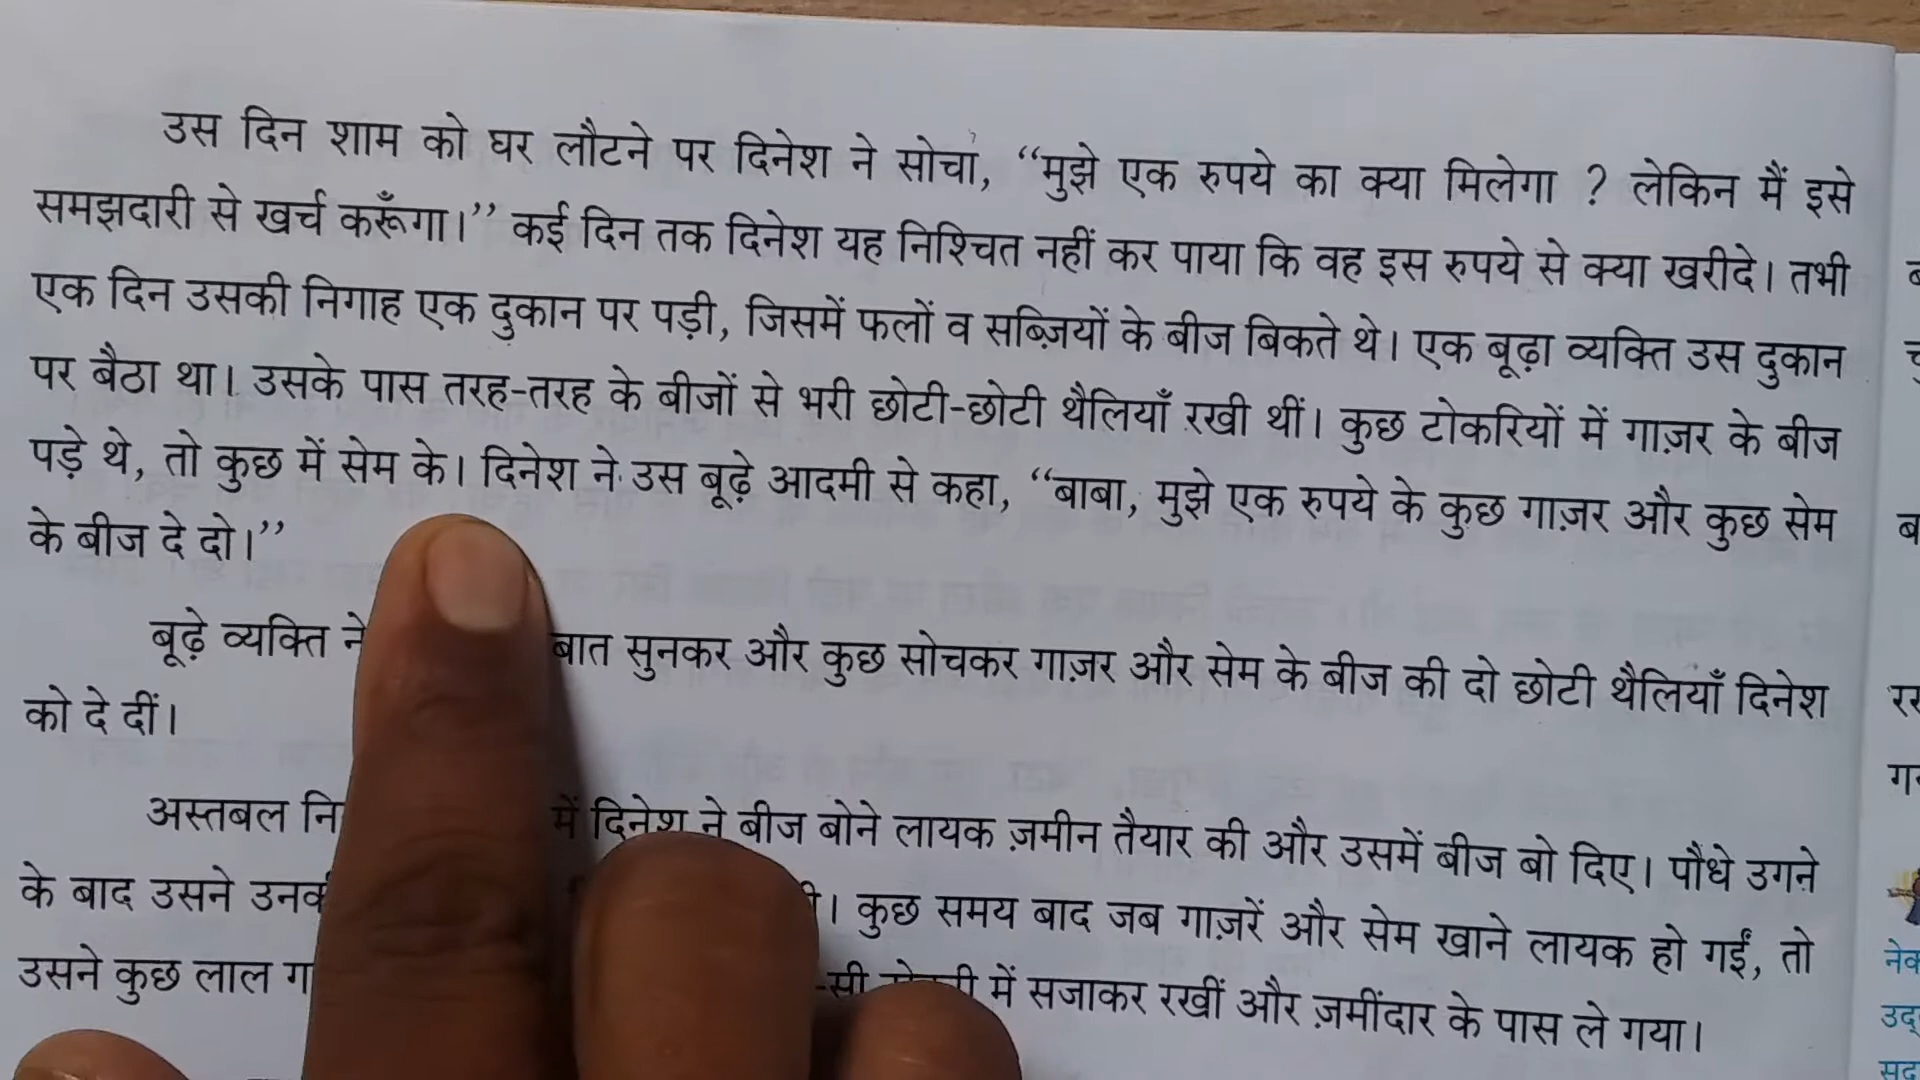 उस दिन शाम को घर लौटने पर दिनेश ने सोचा, “मुझे एक रुपये का क्या मिलेगा ? लेकिन मैं इसे
समझदारी से खर्च करूँगा।” कई दिन तक दिनेश यह निश्चित नहीं कर पाया कि वह इस रुपये से क्या खरीदे। तभी
एक दिन उसकी निगाह एक दुकान पर पड़ी, जिसमें फलों व सब्ज़ियों के बीज बिकते थे। एक बूढ़ा व्यक्ति उस दुकान
पर बैठा था। उसके पास तरह-तरह के बीजों से भरी छोटी-छोटी थैलियाँ रखी थीं। कुछ टोकरियों में गाज़र के बीज
पड़े थे, तो कुछ में सेम के। दिनेश ने उस बूढ़े आदमी से कहा, “बाबा, मुझे एक रुपये के कुछ गाज़र और कुछ सेम
के बीज दे दो।”
बूढ़े व्यक्ति ने बात सुनकर और कुछ सोचकर गाज़र और सेम के बीज की दो छोटी थैलियाँ दिनेश
को दे दीं।
अस्तबल में दिनेश ने बीज बोने लायक ज़मीन तैयार की और उसमें बीज बो दिए। पौधे उगने
के बाद उसने कुछ समय बाद जब गाज़रें और सेम खाने लायक हो गईं, तो
उसने कुछ लाल में सजाकर रखीं और ज़मींदार के पास ले गया।